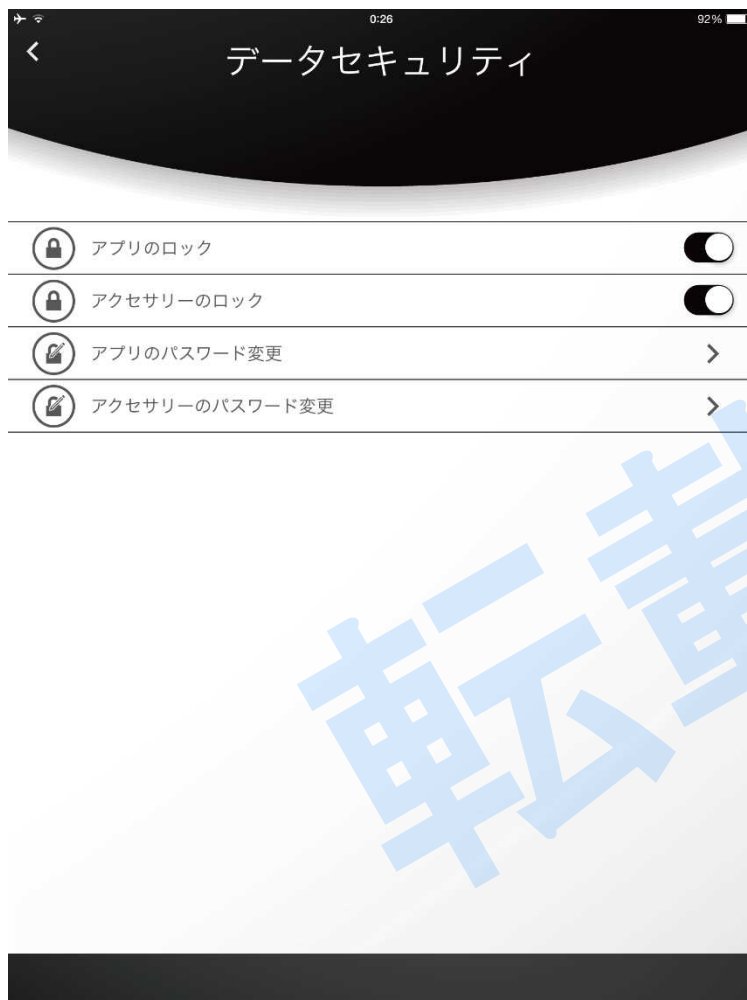 0:26
92%
データセキュリティ
アプリのロック
アクセサリーのロック
アプリのパスワード変更
アクセサリーのパスワード変更
転